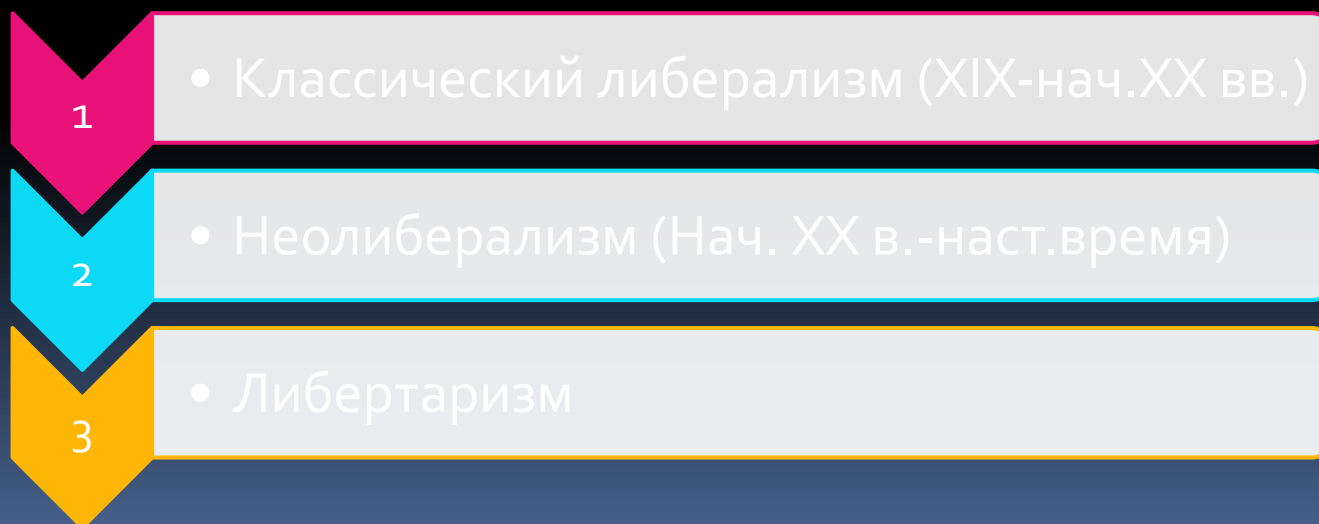 1
• Классический либерализм (XIX-нач.XX вв.)
2
• Неолиберализм (Нач. XX в.-наст.время)
3
• Либертаризм